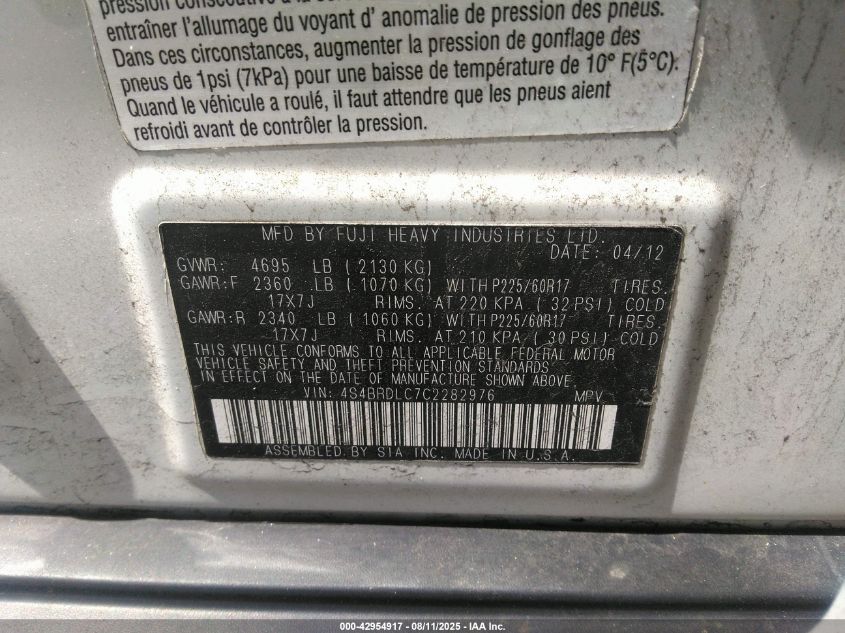 pression consécutive à la
entraîner l'allumage du voyant d' anomalie de pression des pneus.
Dans ces circonstances, augmenter la pression de gonflage des
pneus de 1psi (7kPa) pour une baisse de température de 10° F(5°C).
Quand le véhicule a roulé, il faut attendre que les pneus aient
refroidi avant de contrôler la pression.
MFD BY FUJI HEAVY INDUSTRIES LTD.
DATE: 04/12
GVWR: 4695 LB (2130 KG)
GAWR:F 2360 LB (1070 KG) WITH P225/60R17 TIRES.
17X7J RIMS. AT 220 KPA (32 PSI) COLD
GAWR:R 2340 LB (1060 KG) WITH P225/60R17 TIRES.
17X7J RIMS. AT 210 KPA (30 PSI) COLD
THIS VEHICLE CONFORMS TO ALL APPLICABLE FEDERAL MOTOR
VEHICLE SAFETY AND THEFT PREVENTION STANDARDS
IN EFFECT ON THE DATE OF MANUFACTURE SHOWN ABOVE.
VIN: 4S4BRDLC7C2282976 MPV
ASSEMBLED BY SIA INC. MADE IN U.S.A.
000-42954917 - 08/11/2025 - IAA Inc.